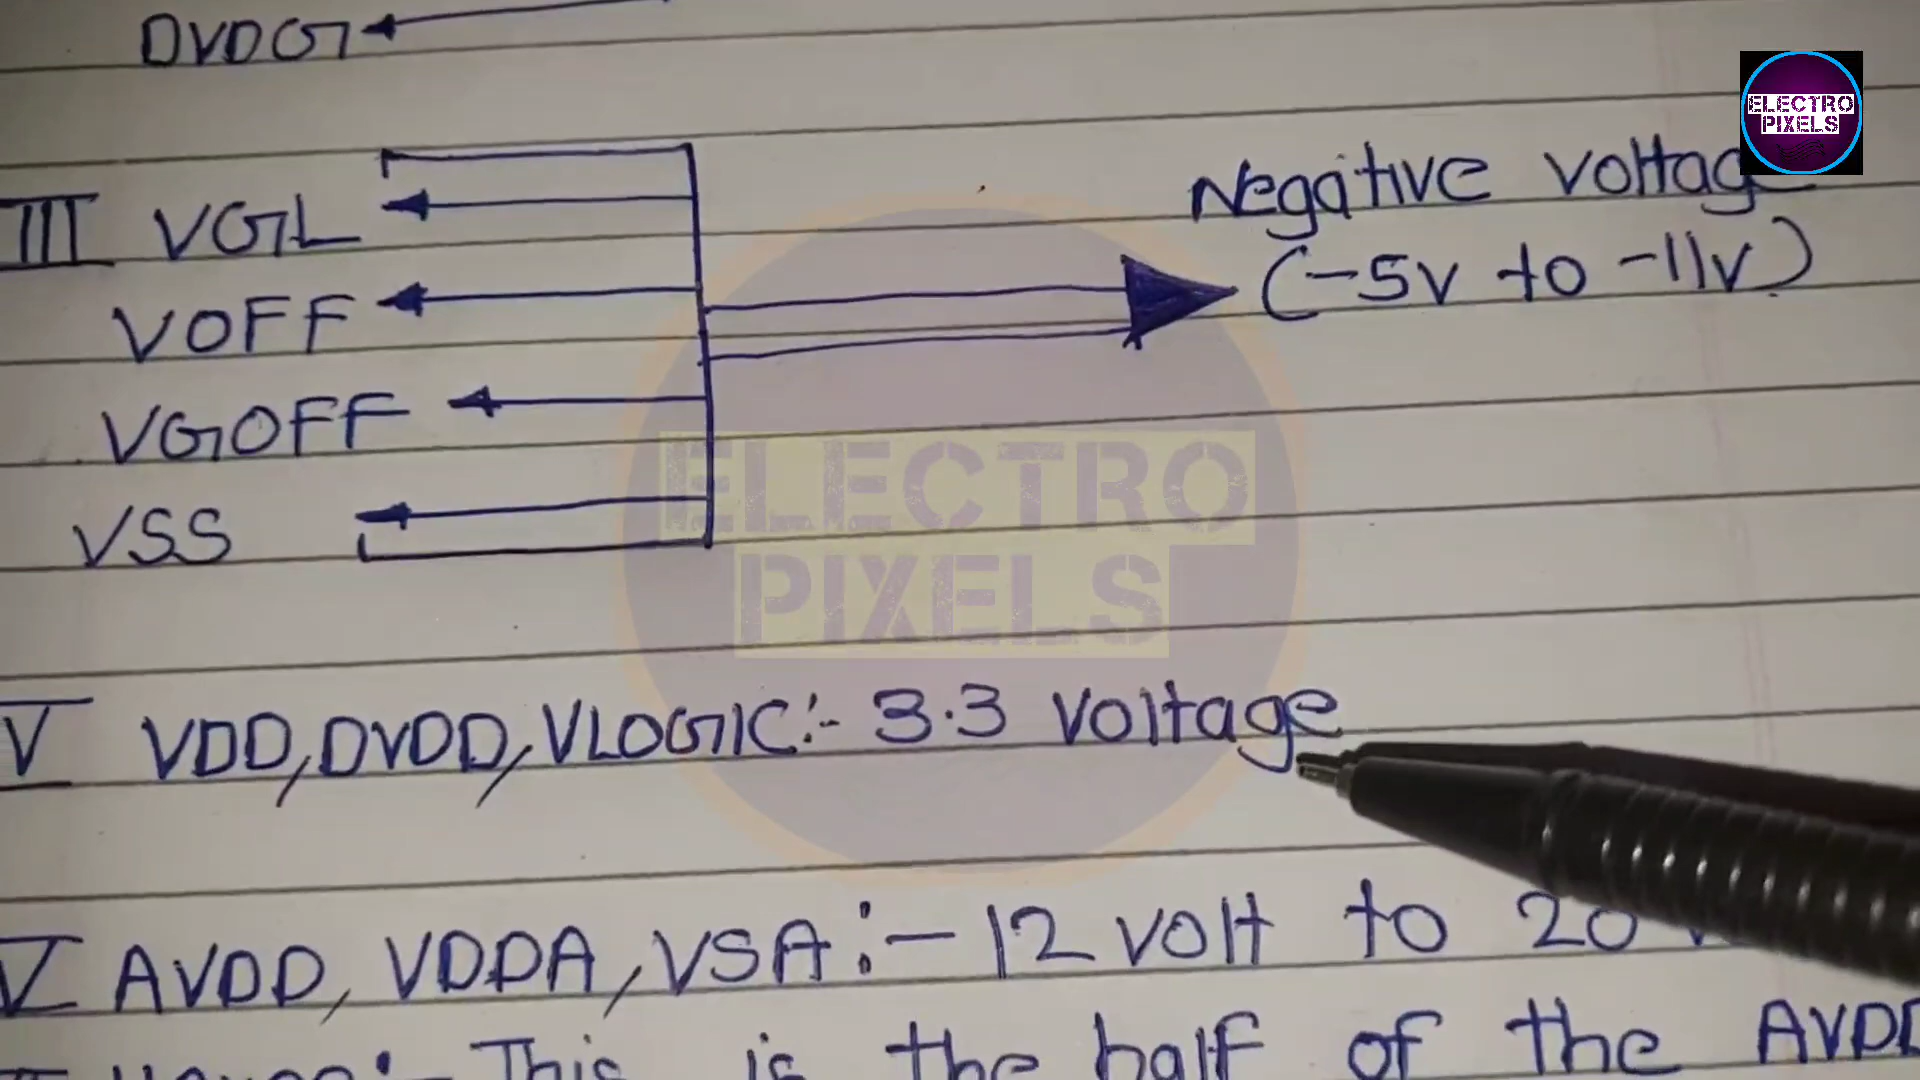 DVDG
ELECTRO
PIXELS
Negative voltage
III VGL
(-5V to -11V)
VOFF
VGOFF
VSS
ELECTRO
PIXELS
V VDD, DVDD, VLOGIC:- 3.3 Voltage
V AVDD, VDDA, VSA:- 12 volt to 20
This is the half of the AVDD